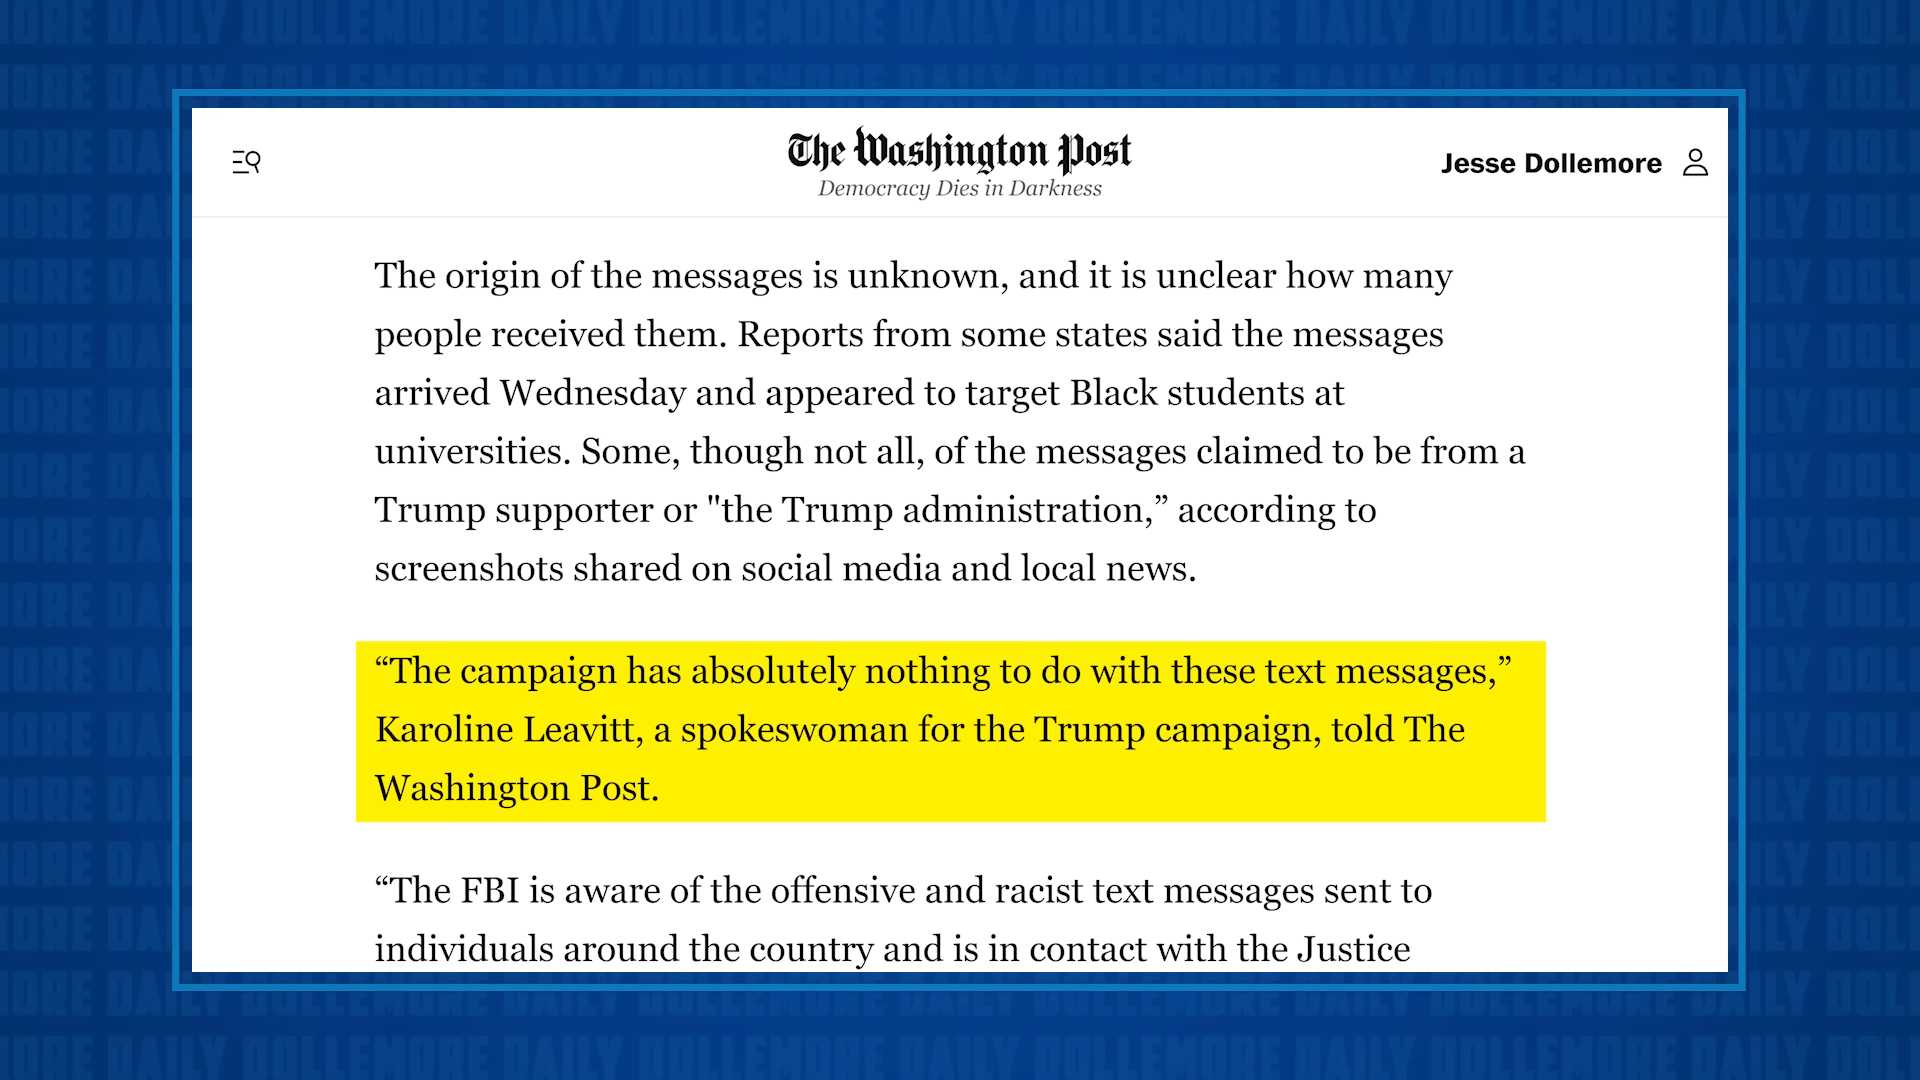 DAILY DOLLEMORE
The Washington Post
Democracy Dies in Darkness
Jesse Dollemore
The origin of the messages is unknown, and it is unclear how many
people received them. Reports from some states said the messages
arrived Wednesday and appeared to target Black students at
universities. Some, though not all, of the messages claimed to be from a
Trump supporter or "the Trump administration,” according to
screenshots shared on social media and local news.
“The campaign has absolutely nothing to do with these text messages,”
Karoline Leavitt, a spokeswoman for the Trump campaign, told The
Washington Post.
“The FBI is aware of the offensive and racist text messages sent to
individuals around the country and is in contact with the Justice